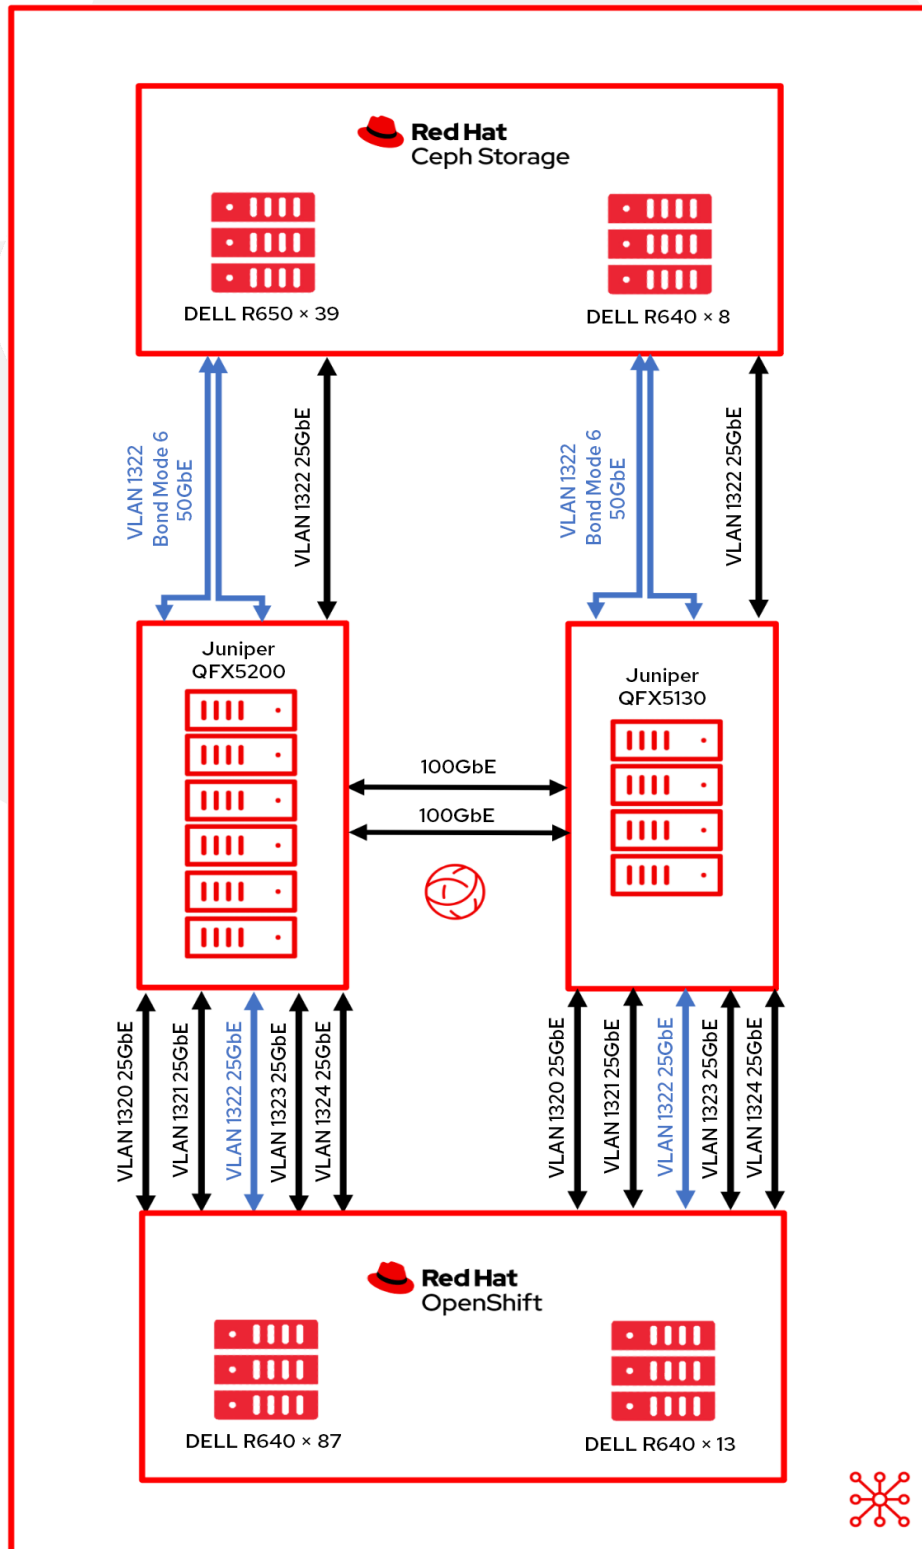 Red Hat
Ceph Storage
DELL R650 × 39
DELL R640 × 8
VLAN 1322
Bond Mode 6
50GbE
VLAN 1322 25GbE
VLAN 1322
Bond Mode 6
50GbE
VLAN 1322 25GbE
Juniper
QFX5200
Juniper
QFX5130
100GbE
100GbE
VLAN 1320 25GbE
VLAN 1321 25GbE
VLAN 1322 25GbE
VLAN 1323 25GbE
VLAN 1324 25GbE
VLAN 1320 25GbE
VLAN 1321 25GbE
VLAN 1322 25GbE
VLAN 1323 25GbE
VLAN 1324 25GbE
Red Hat
OpenShift
DELL R640 × 87
DELL R640 × 13